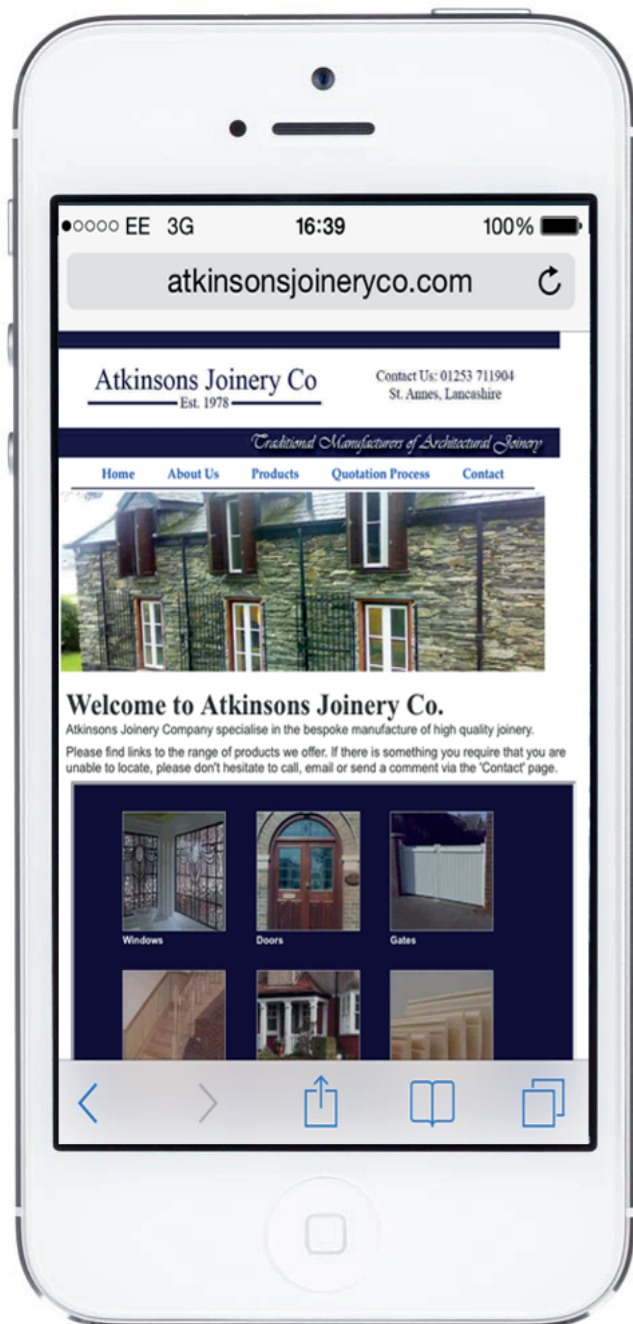 EE 3G 16:39 100%
atkinsonsjoineryco.com
Atkinsons Joinery Co
Est. 1978
Contact Us: 01253 711904
St. Annes, Lancashire
Traditional Manufacturers of Architectural Joinery
Home About Us Products Quotation Process Contact
Welcome to Atkinsons Joinery Co.
Atkinsons Joinery Company specialise in the bespoke manufacture of high quality joinery.
Please find links to the range of products we offer. If there is something you require that you are
unable to locate, please don't hesitate to call, email or send a comment via the 'Contact' page.
Windows Doors Gates